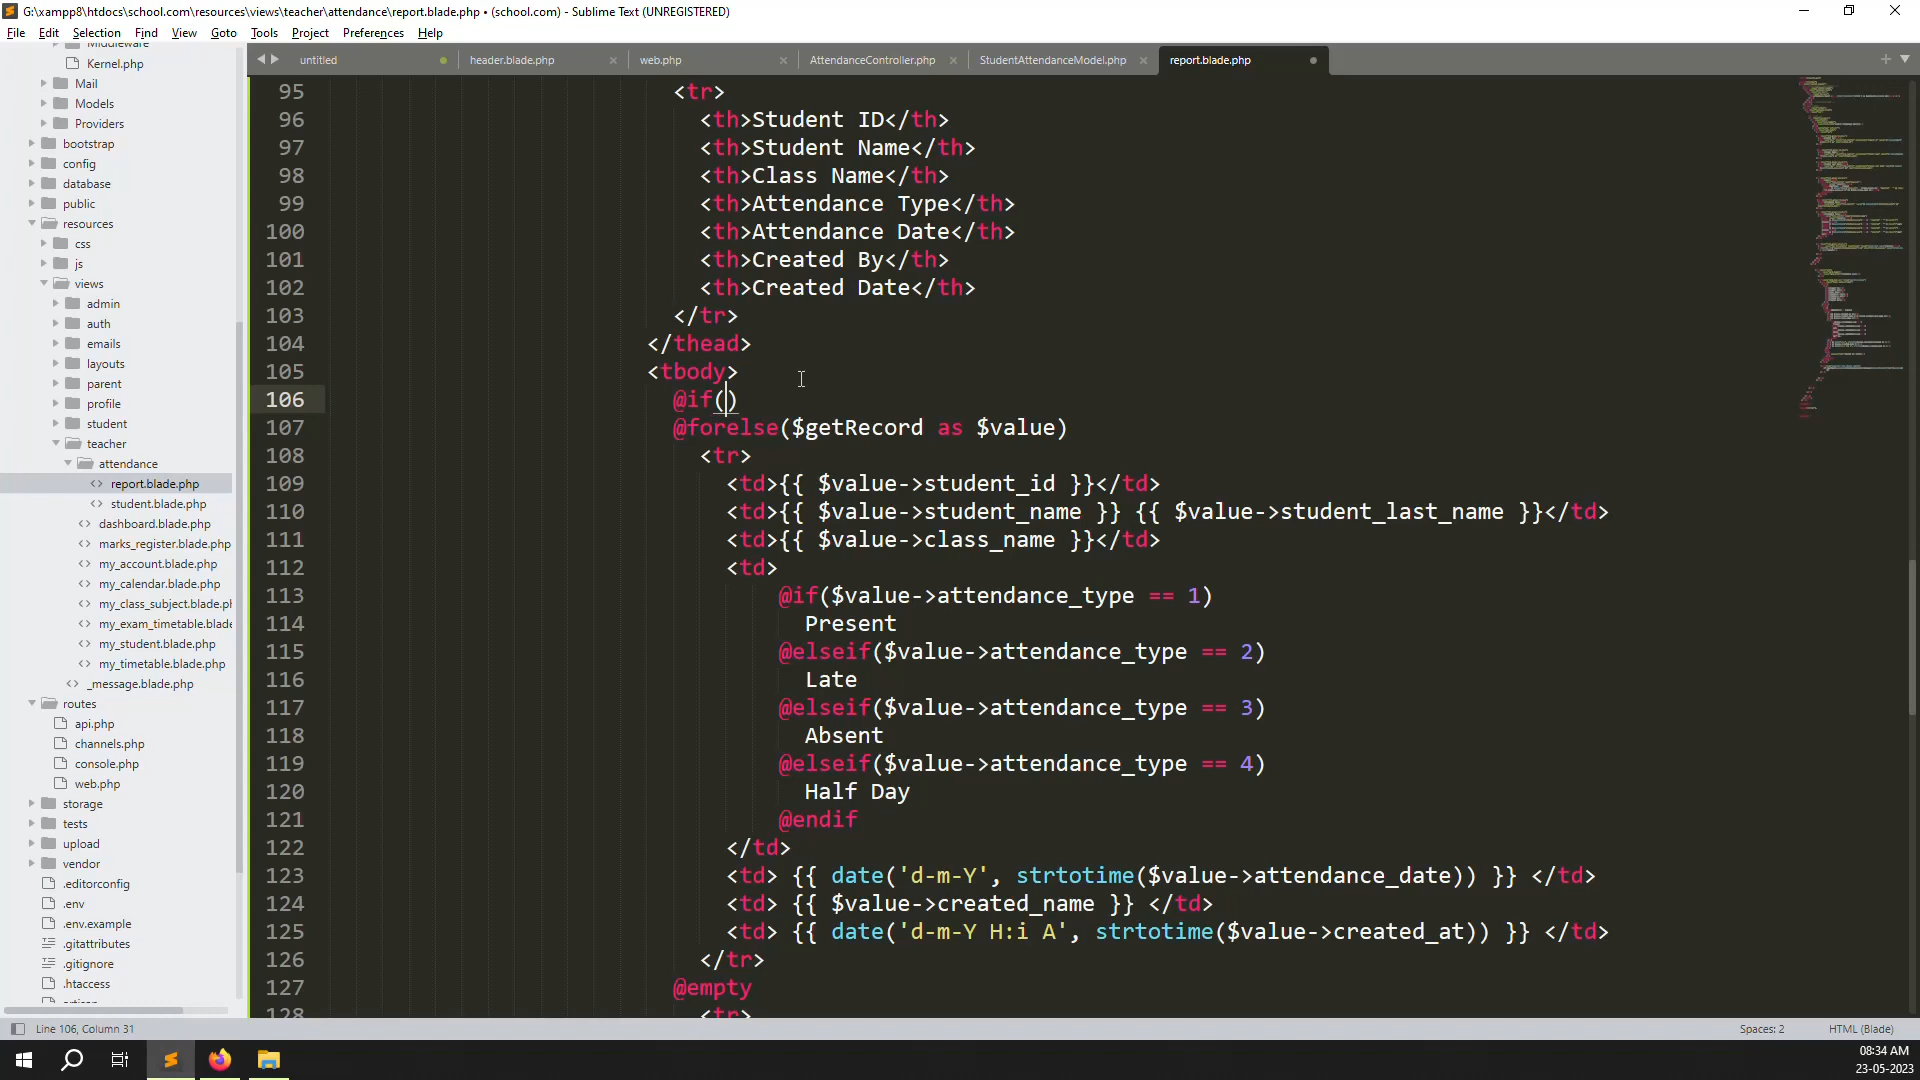 G:\xampp8\htdocs\school.com\resources\views\teacher\attendance\report.blade.php • (school.com) - Sublime Text (UNREGISTERED)
File Edit Selection Find View Goto Tools Project Preferences Help
untitled header.blade.php web.php AttendanceController.php StudentAttendanceModel.php report.blade.php
Middleware
Kernel.php
Mail
Models
Providers
bootstrap
config
database
public
resources
css
js
views
admin
auth
emails
layouts
parent
profile
student
teacher
attendance
report.blade.php
student.blade.php
dashboard.blade.php
marks_register.blade.php
my_account.blade.php
my_calendar.blade.php
my_class_subject.blade.ph
my_exam_timetable.blade
my_student.blade.php
my_timetable.blade.php
_message.blade.php
routes
api.php
channels.php
console.php
web.php
storage
tests
upload
vendor
.editorconfig
.env
.env.example
.gitattributes
.gitignore
.htaccess
95 <tr>
96 <th>Student ID</th>
97 <th>Student Name</th>
98 <th>Class Name</th>
99 <th>Attendance Type</th>
100 <th>Attendance Date</th>
101 <th>Created By</th>
102 <th>Created Date</th>
103 </tr>
104 </thead>
105 <tbody>
106 @if()
107 @forelse($getRecord as $value)
108 <tr>
109 <td>{{ $value->student_id }}</td>
110 <td>{{ $value->student_name }} {{ $value->student_last_name }}</td>
111 <td>{{ $value->class_name }}</td>
112 <td>
113 @if($value->attendance_type == 1)
114 Present
115 @elseif($value->attendance_type == 2)
116 Late
117 @elseif($value->attendance_type == 3)
118 Absent
119 @elseif($value->attendance_type == 4)
120 Half Day
121 @endif
122 </td>
123 <td> {{ date('d-m-Y', strtotime($value->attendance_date)) }} </td>
124 <td> {{ $value->created_name }} </td>
125 <td> {{ date('d-m-Y H:i A', strtotime($value->created_at)) }} </td>
126 </tr>
127 @empty
128 <tr>
Line 106, Column 31 Spaces: 2 HTML (Blade)
08:34 AM
23-05-2023